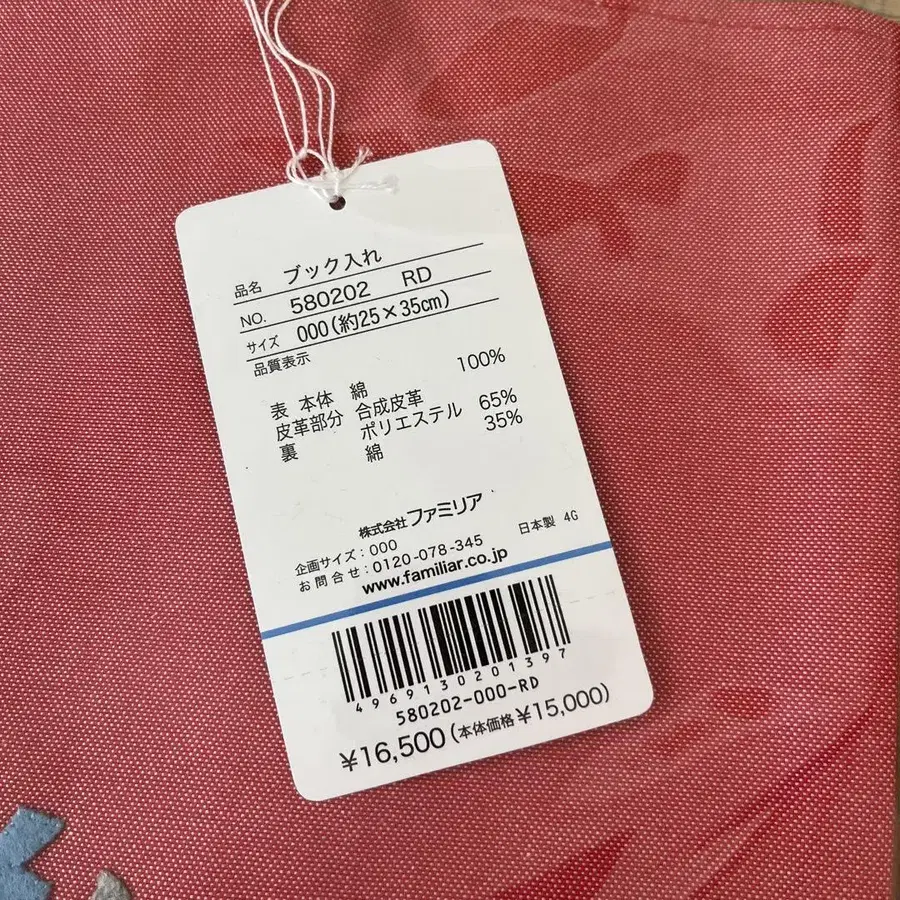 品名 ブック入れ
NO. 580202 RD
サイズ 000(約25×35cm)
品質表示
表 本体 綿 100%
皮革部分 合成皮革
裏 ポリエステル 65%
綿 35%
株式会社ファミリア
企画サイズ:000 日本製 4G
お問合せ:0120-078-345
www.familiar.co.jp
4969130201397
580202-000-RD
¥16,500(本体価格¥15,000)